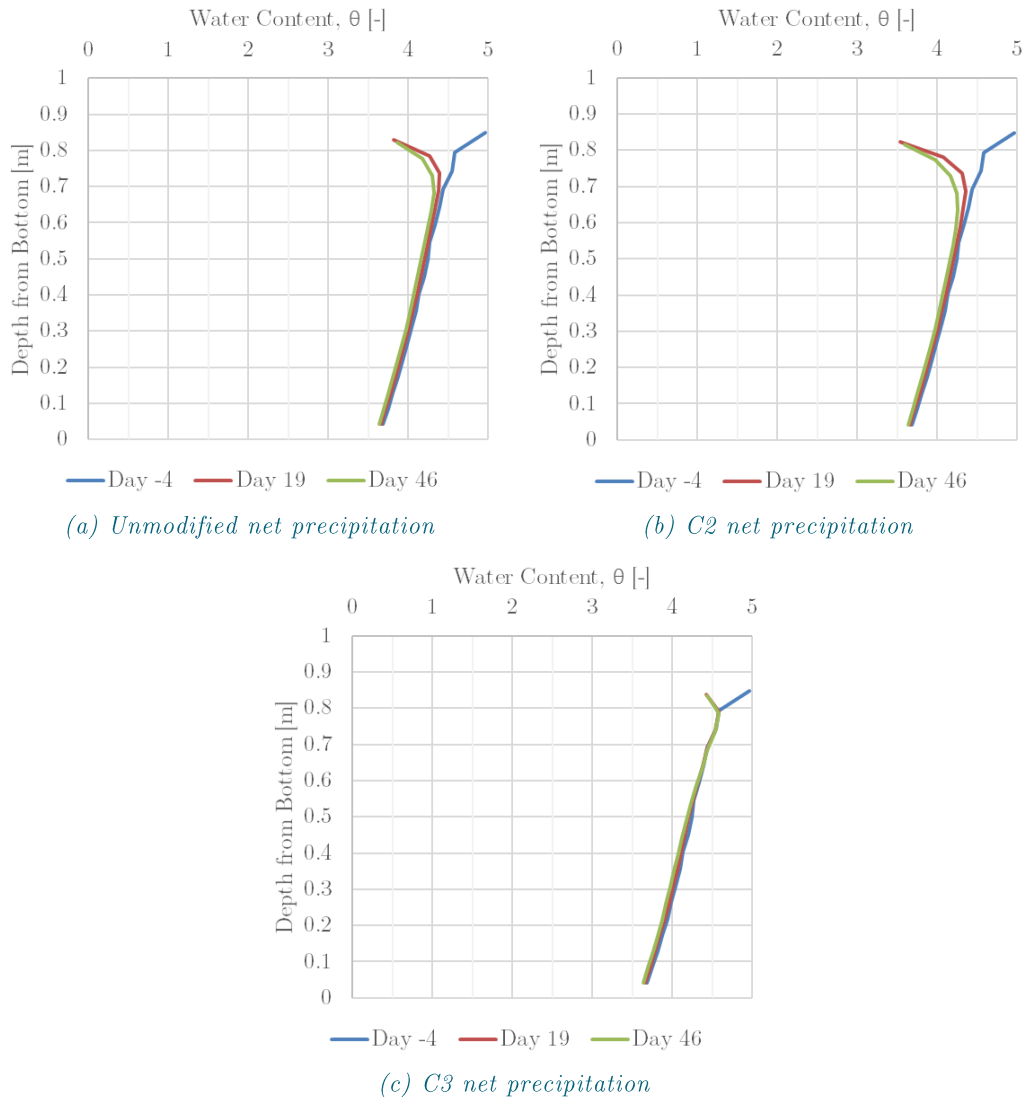 Water Content, θ [-]
0 1 2 3 4 5
Depth from Bottom [m]
1
0.9
0.8
0.7
0.6
0.5
0.4
0.3
0.2
0.1
0
Day -4 Day 19 Day 46
(a) Unmodified net precipitation
Water Content, θ [-]
0 1 2 3 4 5
Depth from Bottom [m]
1
0.9
0.8
0.7
0.6
0.5
0.4
0.3
0.2
0.1
0
Day -4 Day 19 Day 46
(b) C2 net precipitation
Water Content, θ [-]
0 1 2 3 4 5
Depth from Bottom [m]
1
0.9
0.8
0.7
0.6
0.5
0.4
0.3
0.2
0.1
0
Day -4 Day 19 Day 46
(c) C3 net precipitation